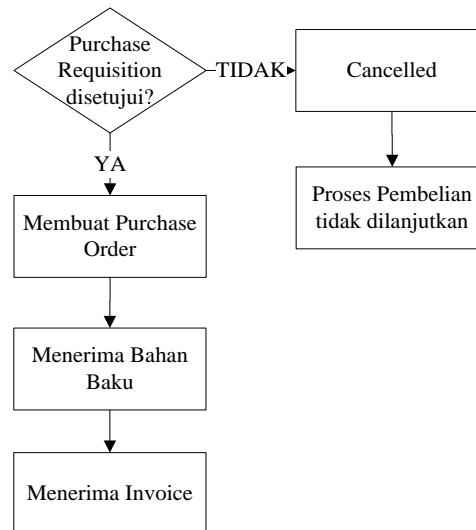 Purchase
Requisition
disetujui?
TIDAK
Cancelled
YA
Proses Pembelian
tidak dilanjutkan
Membuat Purchase
Order
Menerima Bahan
Baku
Menerima Invoice